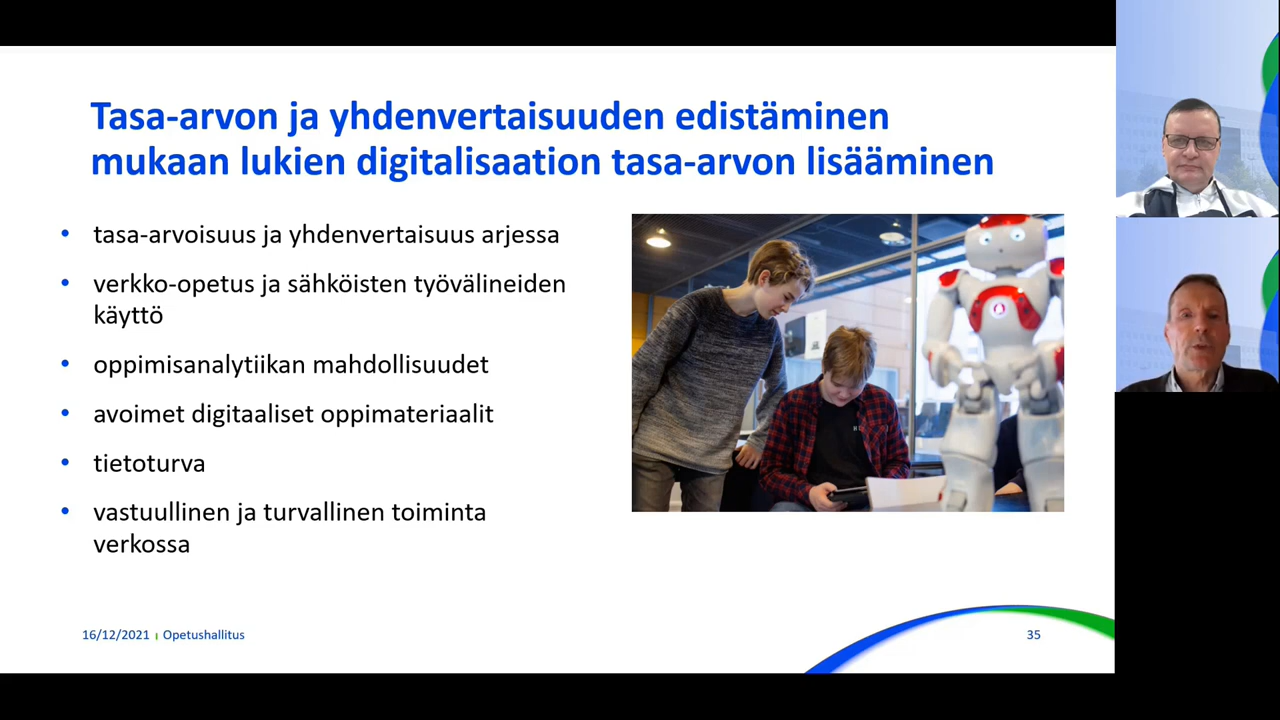 Tasa-arvon ja yhdenvertaisuuden edistäminen
mukaan lukien digitalisaation tasa-arvon lisääminen
• tasa-arvoisuus ja yhdenvertaisuus arjessa
• verkko-opetus ja sähköisten työvälineiden
käyttö
• oppimisanalytiikan mahdollisuudet
• avoimet digitaaliset oppimateriaalit
• tietoturva
• vastuullinen ja turvallinen toiminta
verkossa
16/12/2021 | Opetushallitus
35